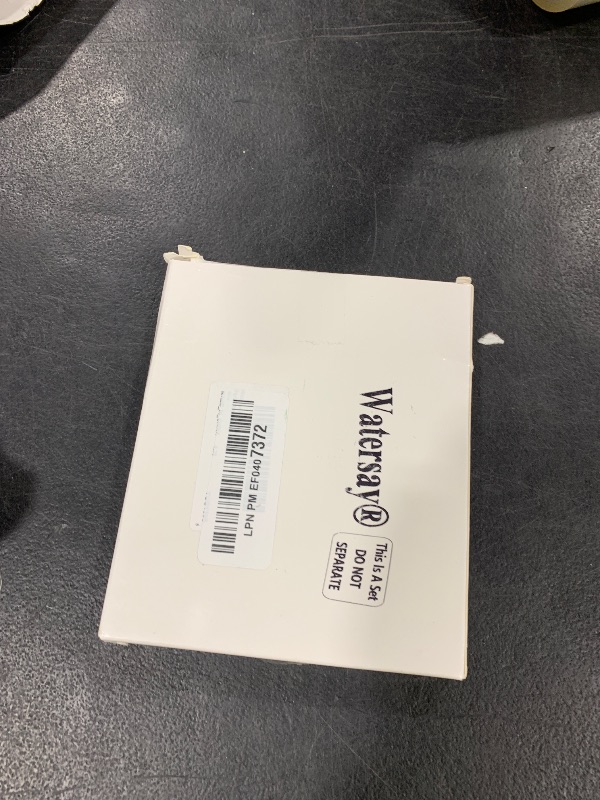 Watersay®
This Is A Set
DO NOT
SEPARATE
LPN PM EF0407372